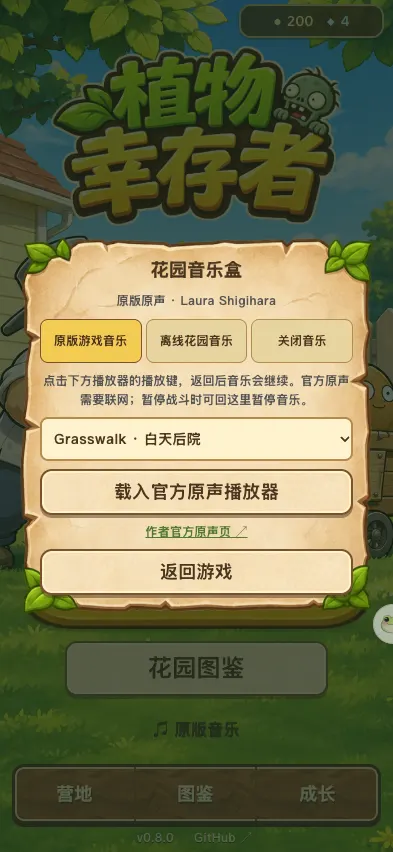 200 4
植物
幸存者
花园音乐盒
原版原声 · Laura Shigihara
原版游戏音乐 离线花园音乐 关闭音乐
点击下方播放器的播放键，返回后音乐会继续。官方原声
需要联网；暂停战斗时可回这里暂停音乐。
Grasswalk · 白天后院
载入官方原声播放器
作者官方原声页 ↗
返回游戏
花园图鉴
♫ 原版音乐
营地 图鉴 成长
v0.8.0 GitHub